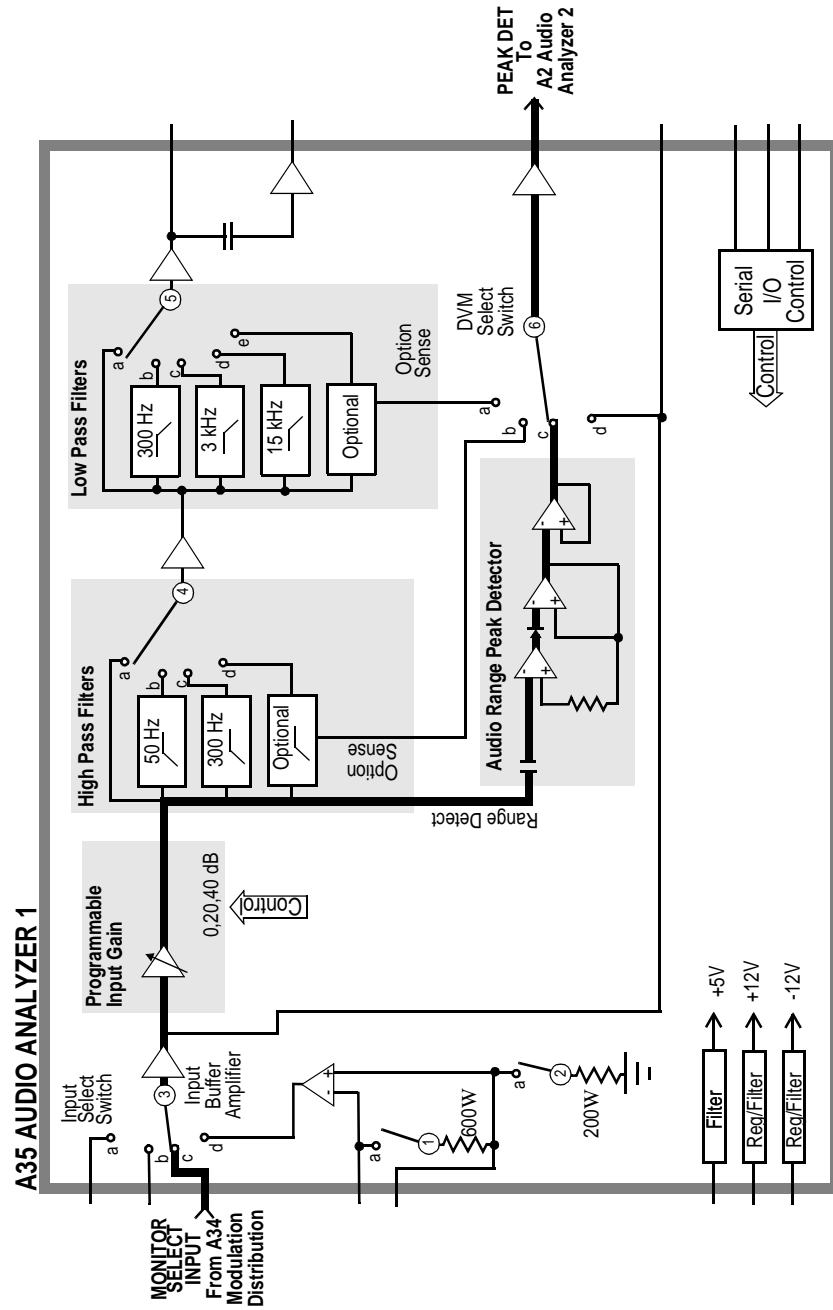 A35 AUDIO ANALYZER 1
MONITOR
SELECT
INPUT
From A34
Modulation
Distribution
Input
Select
Switch
a
b
c
d
3
Input
Buffer
Amplifier
Programmable
Input Gain
0,20,40 dB
Control
High Pass Filters
a
b
c
d
50 Hz
300 Hz
Optional
Option
Sense
4
Low Pass Filters
a
b
c
d
e
300 Hz
3 kHz
15 kHz
Optional
Option
Sense
5
Range Detect
Audio Range Peak Detector
-
+
-
+
-
+
DVM
Select
Switch
a
b
c
d
6
PEAK DET
To
A2 Audio
Analyzer 2
-
+
a
1
600W
a
2
200W
Filter
+5V
Reg/Filter
+12V
Reg/Filter
-12V
Serial
I/O
Control
Control